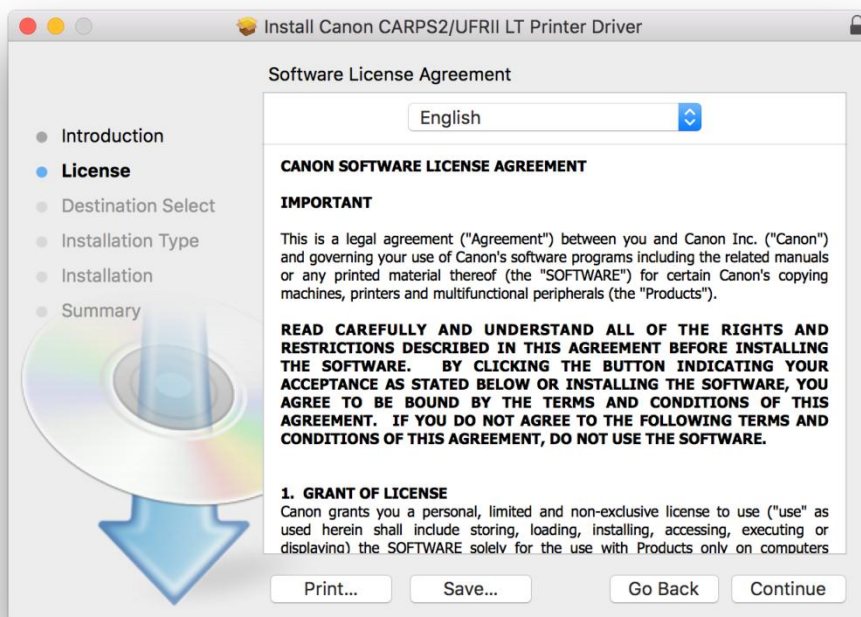 Install Canon CARPS2/UFRII LT Printer Driver
Software License Agreement
English
Introduction
License
Destination Select
Installation Type
Installation
Summary
CANON SOFTWARE LICENSE AGREEMENT
IMPORTANT
This is a legal agreement ("Agreement") between you and Canon Inc. ("Canon")
and governing your use of Canon's software programs including the related manuals
or any printed material thereof (the "SOFTWARE") for certain Canon's copying
machines, printers and multifunctional peripherals (the "Products").
READ CAREFULLY AND UNDERSTAND ALL OF THE RIGHTS AND
RESTRICTIONS DESCRIBED IN THIS AGREEMENT BEFORE INSTALLING
THE SOFTWARE. BY CLICKING THE BUTTON INDICATING YOUR
ACCEPTANCE AS STATED BELOW OR INSTALLING THE SOFTWARE, YOU
AGREE TO BE BOUND BY THE TERMS AND CONDITIONS OF THIS
AGREEMENT. IF YOU DO NOT AGREE TO THE FOLLOWING TERMS AND
CONDITIONS OF THIS AGREEMENT, DO NOT USE THE SOFTWARE.
1. GRANT OF LICENSE
Canon grants you a personal, limited and non-exclusive license to use ("use" as
used herein shall include storing, loading, installing, accessing, executing or
displaying) the SOFTWARE solely for the use with Products only on computers
Print...
Save...
Go Back
Continue